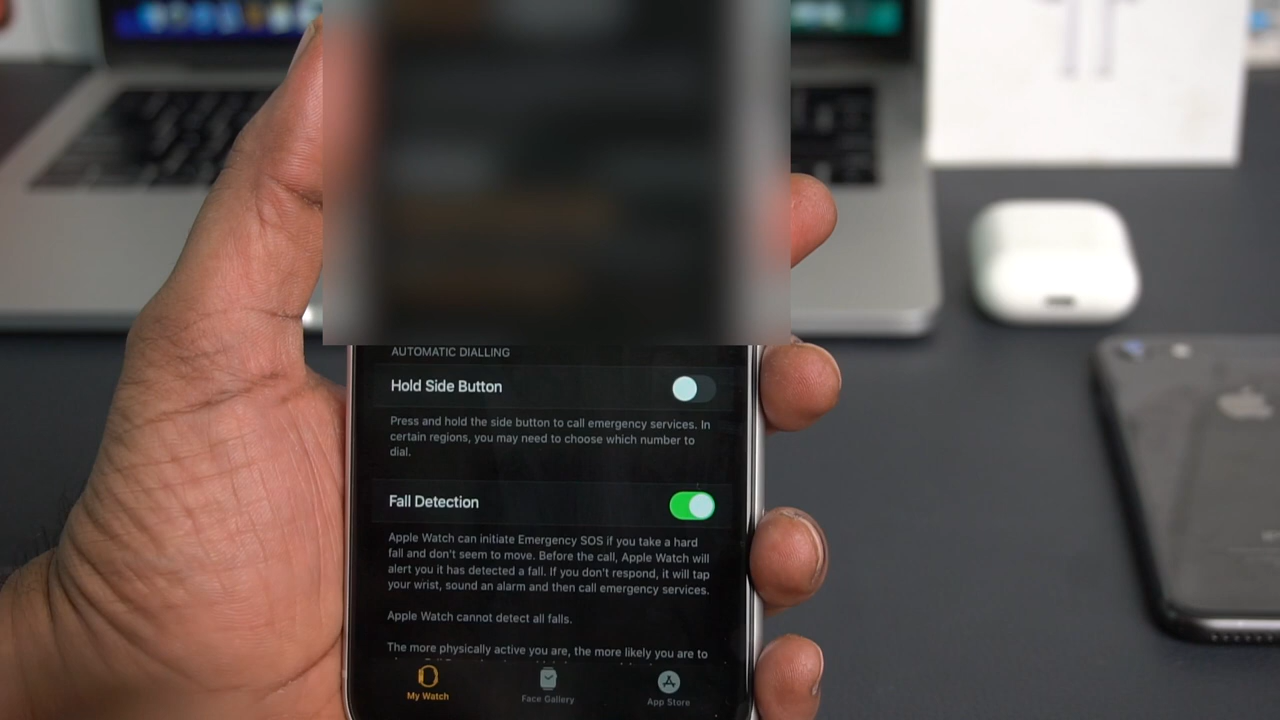 AUTOMATIC DIALLING
Hold Side Button
Press and hold the side button to call emergency services. In
certain regions, you may need to choose which number to
dial.
Fall Detection
Apple Watch can initiate Emergency SOS if you take a hard
fall and don't seem to move. Before the call, Apple Watch will
alert you it has detected a fall. If you don't respond, it will tap
your wrist, sound an alarm and then call emergency services.
Apple Watch cannot detect all falls.
The more physically active you are, the more likely you are to
My Watch
Face Gallery
App Store